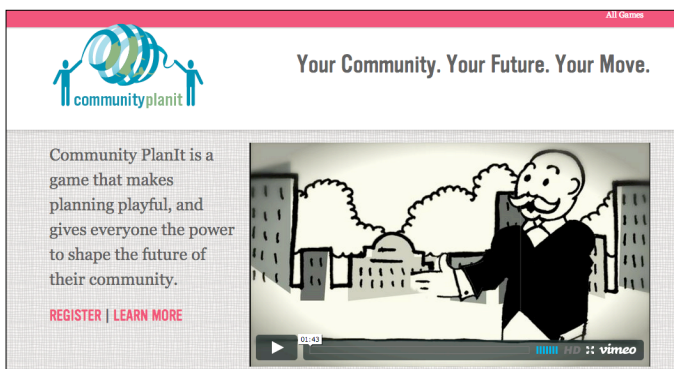 All Games
communityplanit
Your Community. Your Future. Your Move.
Community PlanIt is a
game that makes
planning playful, and
gives everyone the power
to shape the future of
their community.
REGISTER | LEARN MORE
01:43
HD vimeo